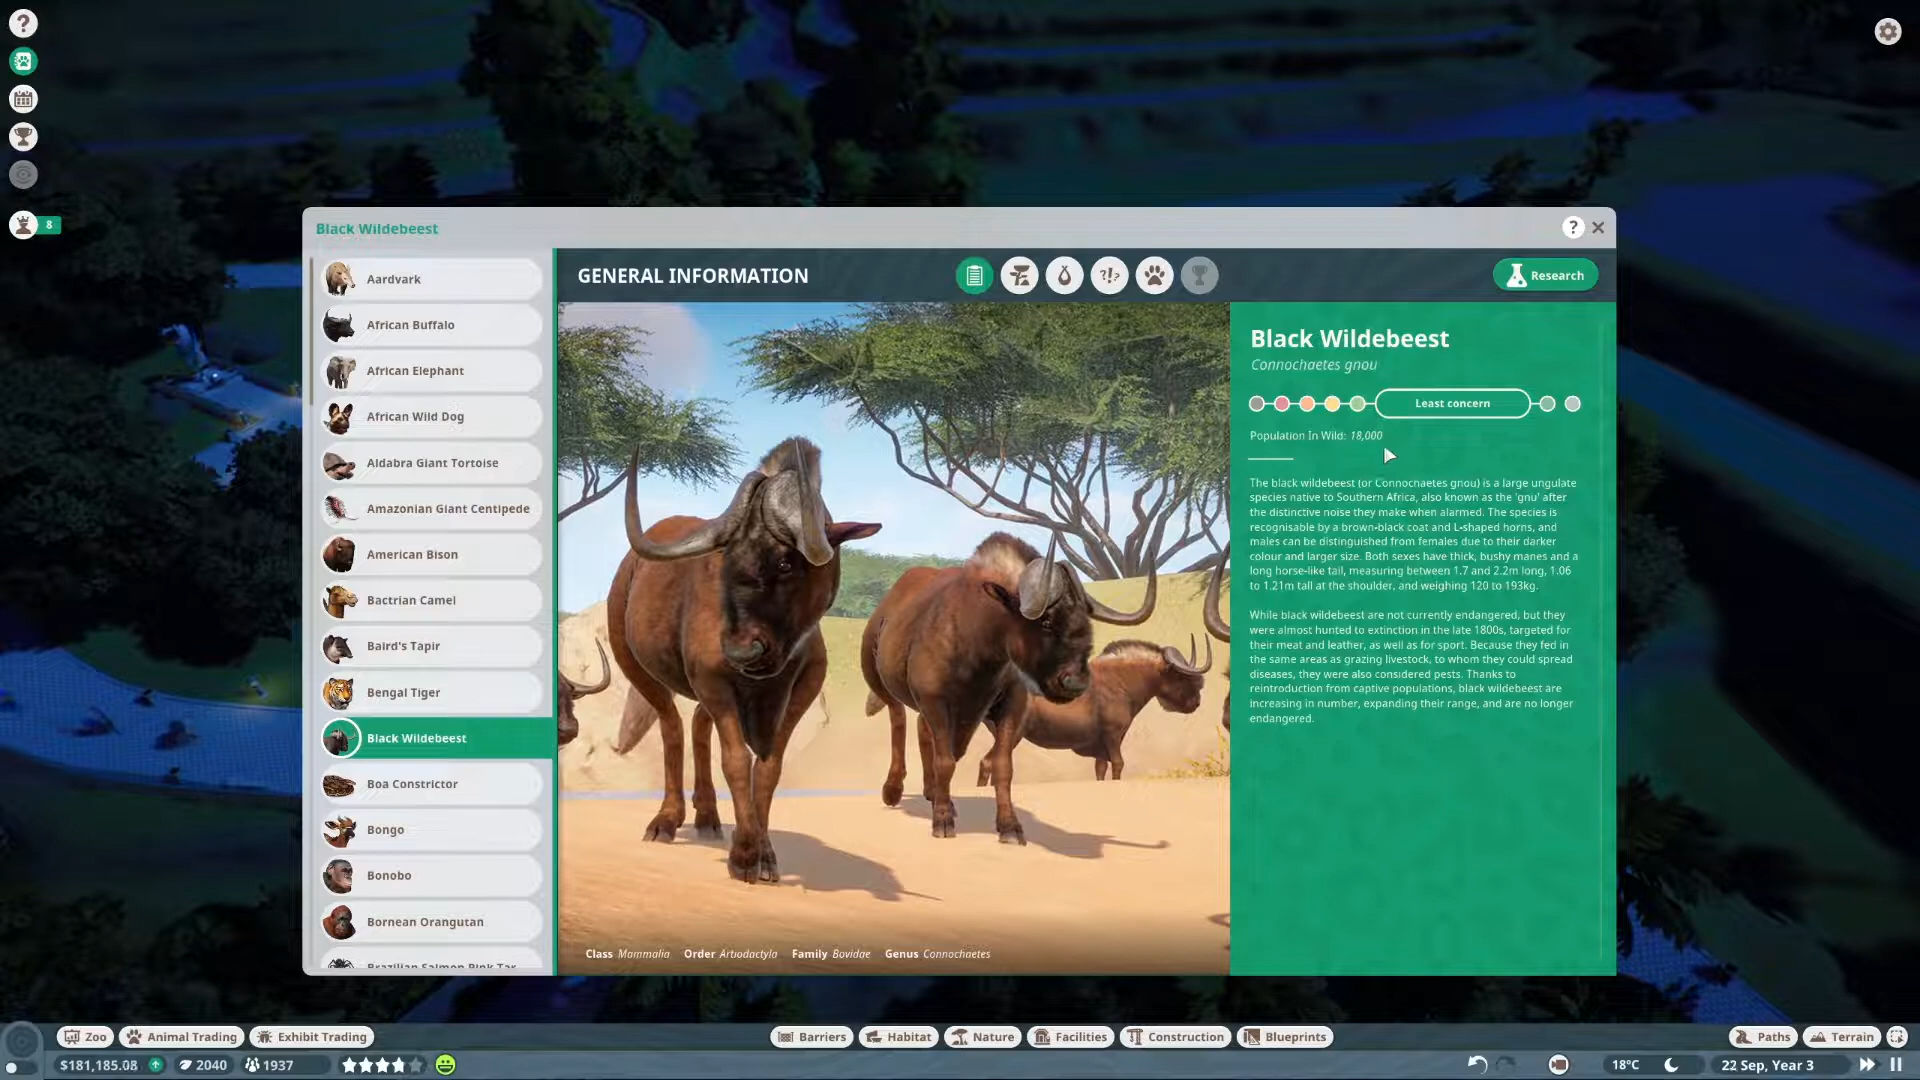 8
Black Wildebeest
?
Aardvark
African Buffalo
African Elephant
African Wild Dog
Aldabra Giant Tortoise
Amazonian Giant Centipede
American Bison
Bactrian Camel
Baird's Tapir
Bengal Tiger
Black Wildebeest
Boa Constrictor
Bongo
Bonobo
Bornean Orangutan
Brazilian Salmon Pink Tar
GENERAL INFORMATION
?!?
Research
Black Wildebeest
Connochaetes gnou
Least concern
Population In Wild: 18,000
The black wildebeest (or Connochaetes gnou) is a large ungulate
species native to Southern Africa, also known as the 'gnu' after
the distinctive noise they make when alarmed. The species is
recognisable by a brown-black coat and L-shaped horns, and
males can be distinguished from females due to their darker
colour and larger size. Both sexes have thick, bushy manes and a
long horse-like tail, measuring between 1.7 and 2.2m long, 1.06
to 1.21m tall at the shoulder, and weighing 120 to 193kg.
While black wildebeest are not currently endangered, but they
were almost hunted to extinction in the late 1800s, targeted for
their meat and leather, as well as for sport. Because they fed in
the same areas as grazing livestock, to whom they could spread
diseases, they were also considered pests. Thanks to
reintroduction from captive populations, black wildebeest are
increasing in number, expanding their range, and are no longer
endangered.
Class Mammalia Order Artiodactyla Family Bovidae Genus Connochaetes
Zoo Animal Trading Exhibit Trading Barriers Habitat Nature Facilities Construction Blueprints Paths Terrain
$181,185.08 2040 1937 18°C 22 Sep, Year 3